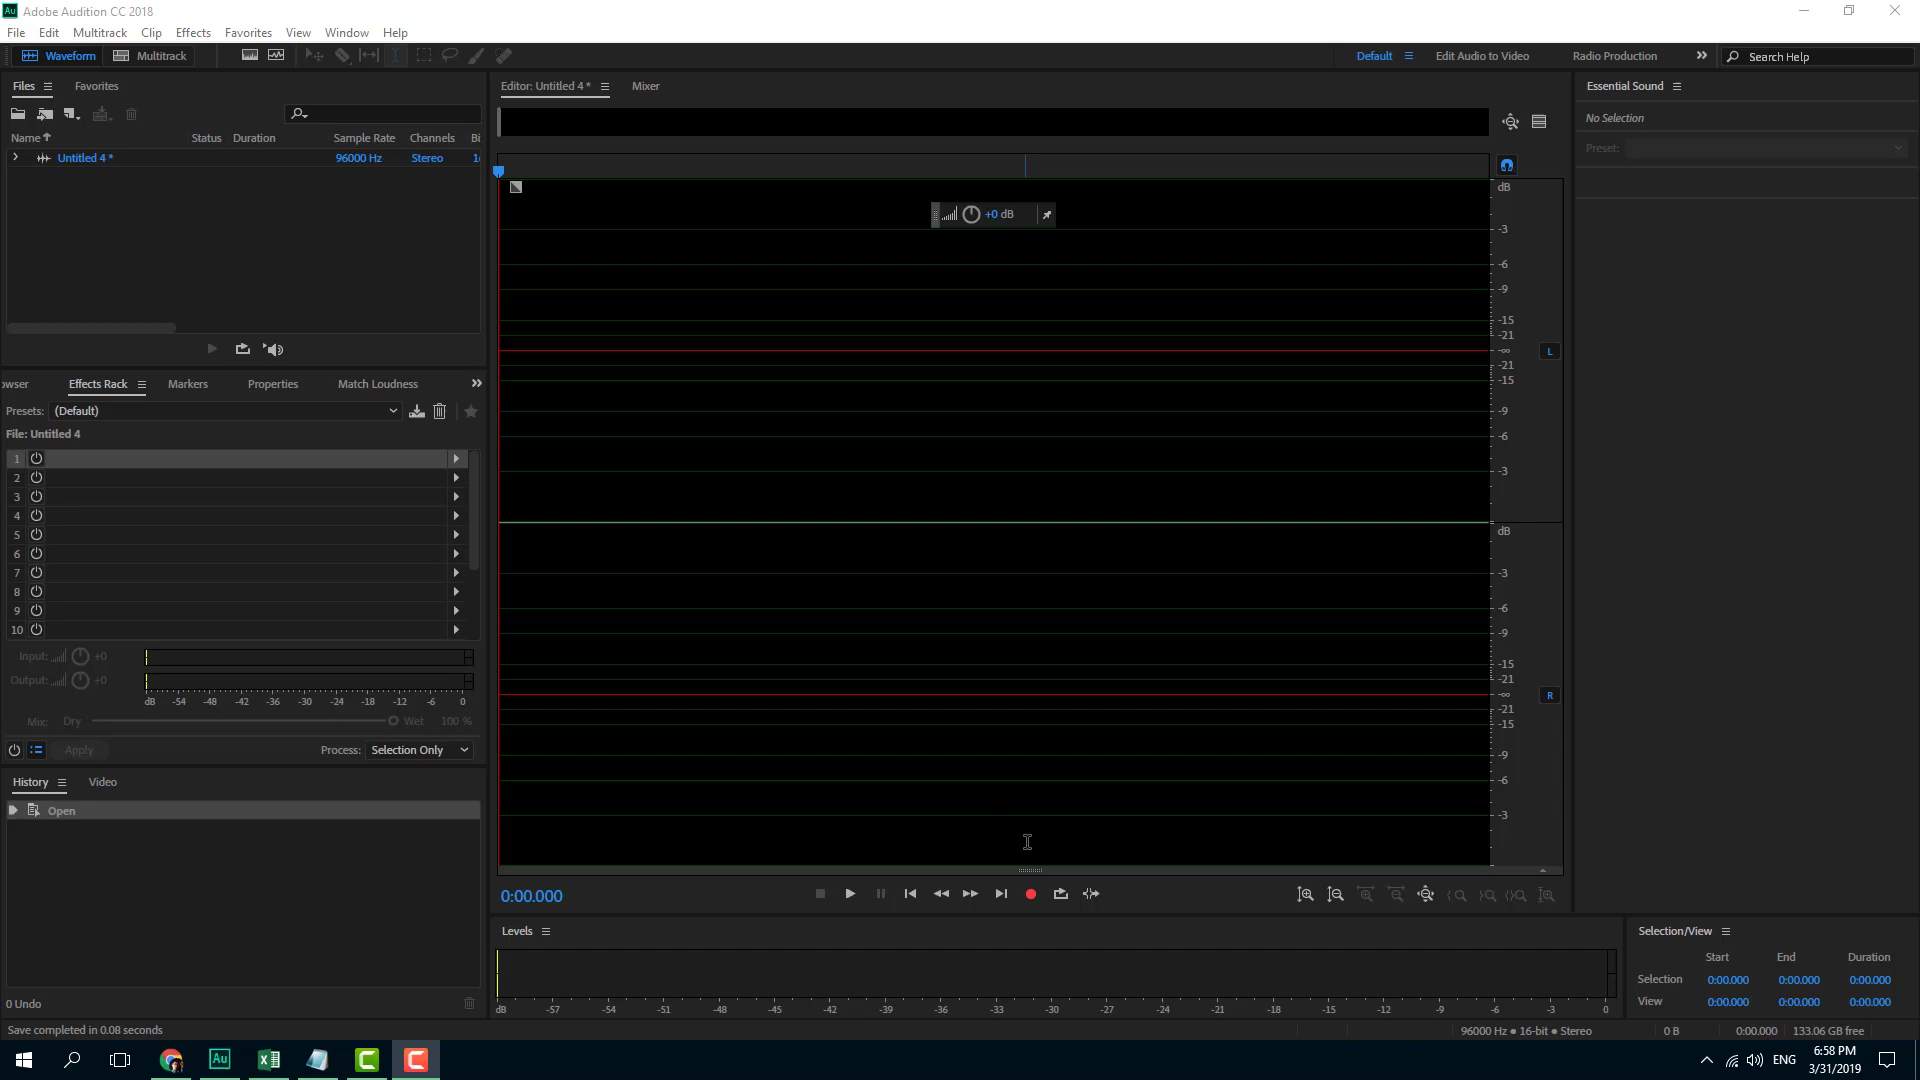 Au Adobe Audition CC 2018
File Edit Multitrack Clip Effects Favorites View Window Help
Waveform Multitrack Default Edit Audio to Video Radio Production Search Help
Files Favorites
Name Status Duration Sample Rate Channels Bi
Untitled 4 * 96000 Hz Stereo 1
owser Effects Rack Markers Properties Match Loudness
Presets: (Default)
File: Untitled 4
1
2
3
4
5
6
7
8
9
10
Input: +0
Output: +0
dB -54 -48 -42 -36 -30 -24 -18 -12 -6 0
Mix: Dry Wet 100 %
Apply Process: Selection Only
History Video
Open
0 Undo
Save completed in 0.08 seconds
Editor: Untitled 4 * Mixer
+0 dB
dB
-3
-6
-9
-15
-21
-∞
-21
-15
-9
-6
-3
L
dB
-3
-6
-9
-15
-21
-∞
-21
-15
-9
-6
-3
R
0:00.000
Levels
dB -57 -54 -51 -48 -45 -42 -39 -36 -33 -30 -27 -24 -21 -18 -15 -12 -9 -6 -3 0
Essential Sound
No Selection
Preset:
Selection/View
Start End Duration
Selection 0:00.000 0:00.000 0:00.000
View 0:00.000 0:00.000 0:00.000
96000 Hz ● 16-bit ● Stereo 0 B 0:00.000 133.06 GB free
Au ENG 6:58 PM
3/31/2019